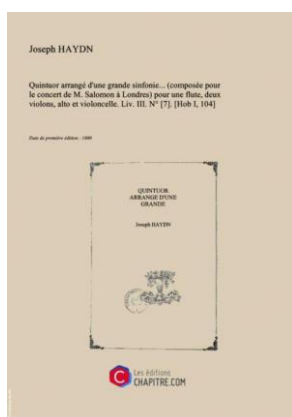 Joseph HAYDN
Quintuor arrangé d'une grande sinfonie... (composée pour
le concert de M. Salomon à Londres) pour une flute, deux
violons, alto et violoncelle. Liv. III. N° [7]. [Hob I, 104]
Date de première édition : 1800
QUINTUOR
ARRANGE D'UNE
GRANDE
Joseph HAYDN
Les éditions
CHAPITRE.COM